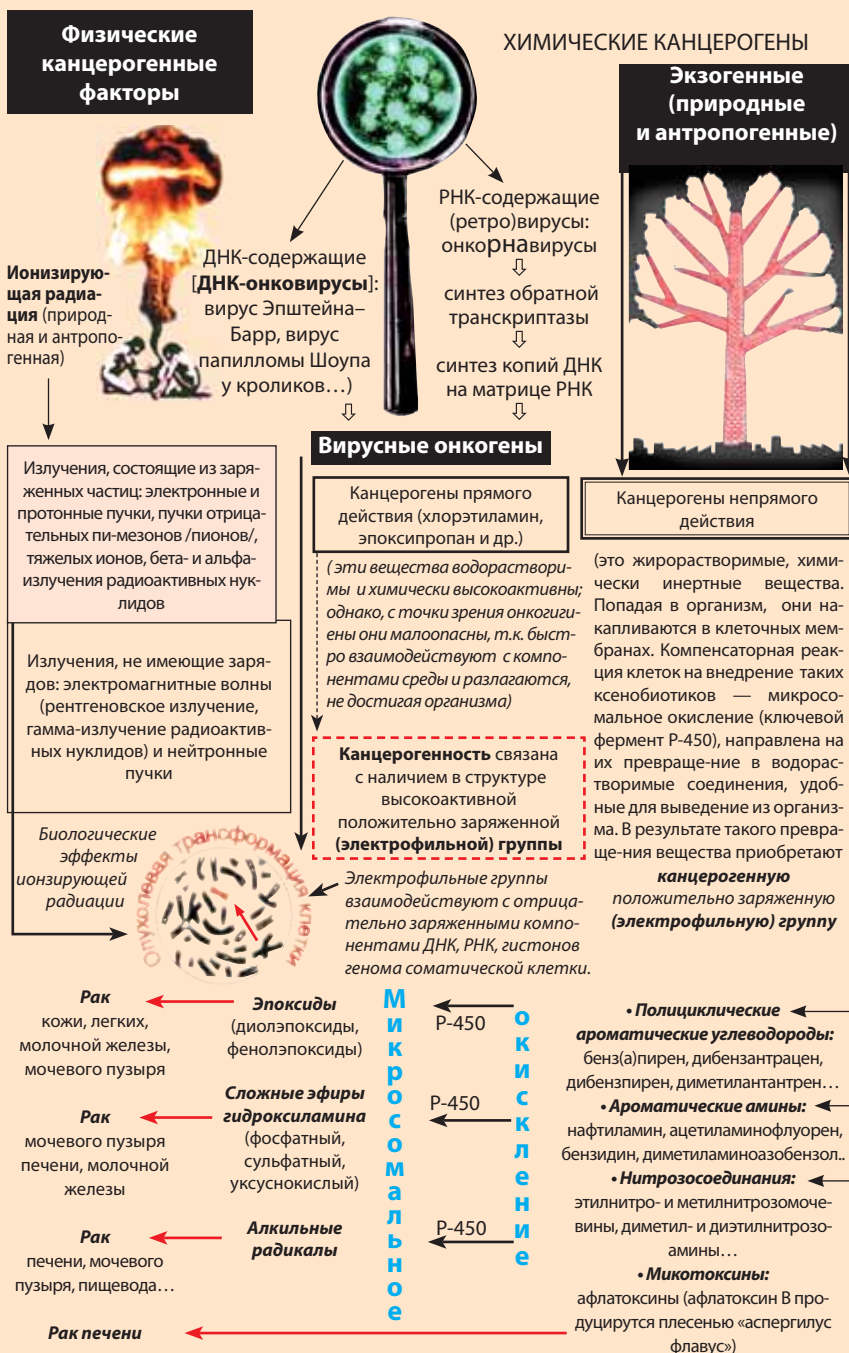 Физические
канцерогенные
факторы
ХИМИЧЕСКИЕ КАНЦЕРОГЕНЫ
Экзогенные
(природные
и антропогенные)
Ионизирую-
щая радиа-
ция (природ-
ная и антропо-
генная)
ДНК-содержащие
[ДНК-онковирусы]:
вирус Эпштейна–
Барр, вирус
папилломы Шоупа
у кроликов…)
РНК-содержащие
(ретро)вирусы:
онкорнавирусы
синтез обратной
транскриптазы
синтез копий ДНК
на матрице РНК
Вирусные онкогены
Излучения, состоящие из заря-
женных частиц: электронные и
протонные пучки, пучки отрица-
тельных пи-мезонов /пионов/,
тяжелых ионов, бета- и альфа-
излучения радиоактивных нук-
лидов
Излучения, не имеющие заря-
дов: электромагнитные волны
(рентгеновское излучение,
гамма-излучение радиоактив-
ных нуклидов) и нейтронные
пучки
Канцерогены прямого
действия (хлорэтиламин,
эпоксипропан и др.)
(эти вещества водораствори-
мы и химически высокоактивны;
однако, с точки зрения онкогиги-
ены они малоопасны, т.к. быст-
ро взаимодействуют с компо-
нентами среды и разлагаются,
не достигая организма)
Канцерогенность связана
с наличием в структуре
высокоактивной
положительно заряженной
(электрофильной) группы
Канцерогены непрямого
действия
(это жирорастворимые, хими-
чески инертные вещества.
Попадая в организм, они на-
капливаются в клеточных мем-
бранах. Компенсаторная реак-
ция клеток на внедрение таких
ксенобиотиков — микросо-
мальное окисление (ключевой
фермент Р-450), направлена на
их превраще-ние в водорас-
творимые соединения, удоб-
ные для выведение из организ-
ма. В результате такого превра-
ще-ния вещества приобретают
канцерогенную
положительно заряженную
(электрофильную) группу
Биологические
эффекты
ионзирующей
радиации
Опухолевая трансформация клетки
Электрофильные группы
взаимодействуют с отрица-
тельно заряженными компо-
нентами ДНК, РНК, гистонов
генома соматической клетки.
Рак
кожи, легких,
молочной железы,
мочевого пузыря
Эпоксиды
(диолэпоксиды,
фенолэпоксиды)
Микросомальное
окисление
Р-450
• Полициклические
ароматические углеводороды:
бенз(а)пирен, дибензантрацен,
дибензпирен, диметилантантрен…
Рак
мочевого пузыря
печени, молочной
железы
Сложные эфиры
гидроксиламина
(фосфатный,
сульфатный,
уксуснокислый)
Р-450
• Ароматические амины:
нафтиламин, ацетиламинофлуорен,
бензидин, диметиламиноазобензол..
Рак
печени, мочевого
пузыря, пищевода…
Алкильные
радикалы
Р-450
• Нитрозосоединания:
этилнитро- и метилнитрозомоче-
вины, диметил- и диэтилнитрозо-
амины…
Рак печени
• Микотоксины:
афлатоксины (афлатоксин В про-
дуцирутся плесенью «аспергилус
флавус»)